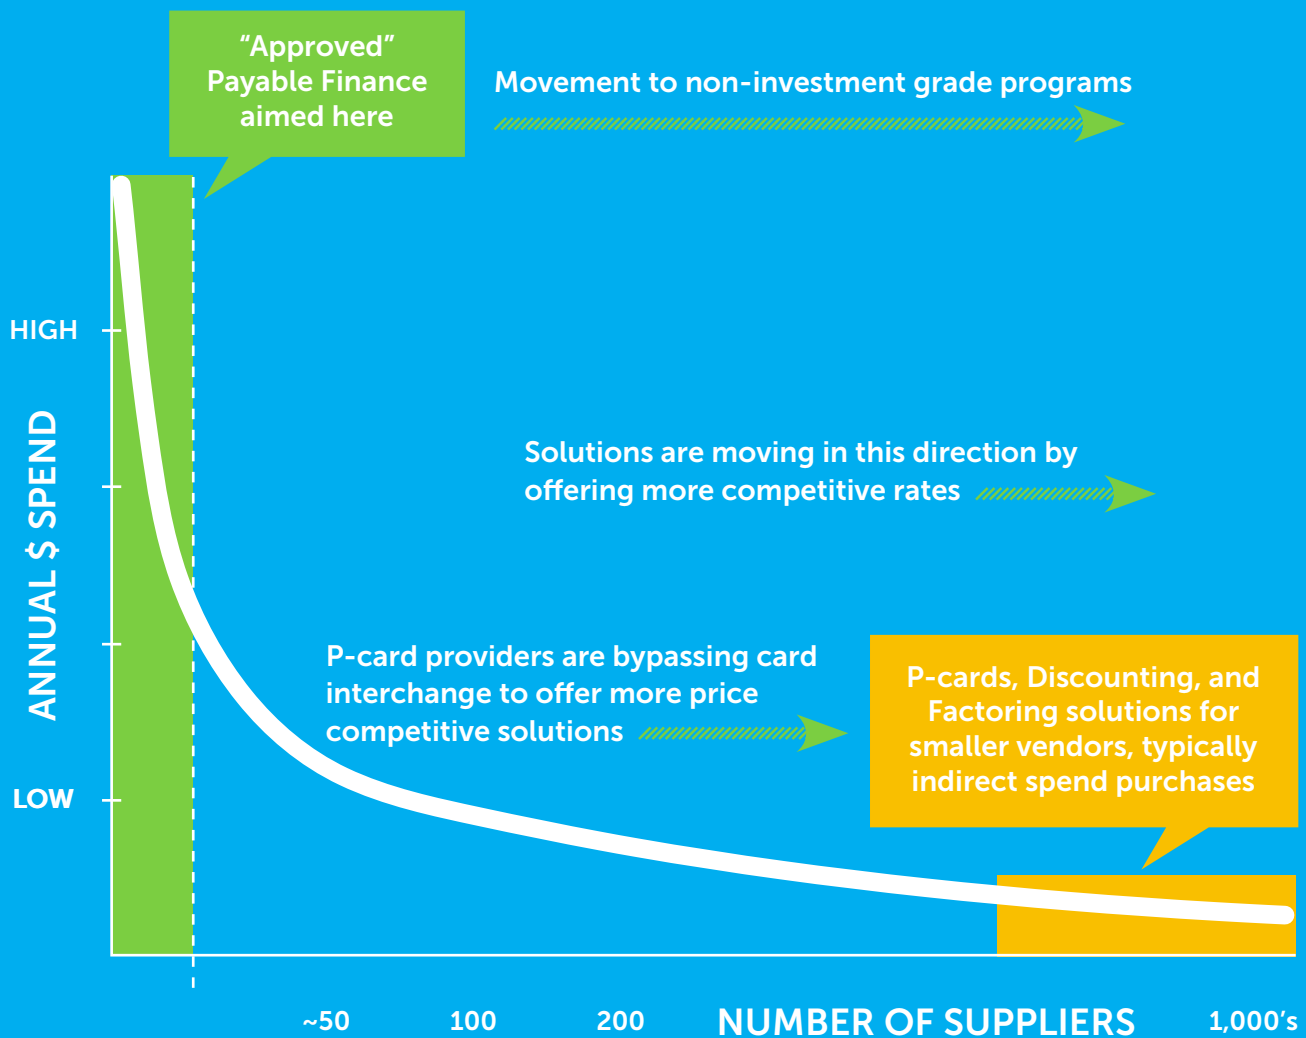 “Approved”
Payable Finance
aimed here
Movement to non-investment grade programs
HIGH
ANNUAL $ SPEND
LOW
Solutions are moving in this direction by
offering more competitive rates
P-card providers are bypassing card
interchange to offer more price
competitive solutions
P-cards, Discounting, and
Factoring solutions for
smaller vendors, typically
indirect spend purchases
~50
100
200
NUMBER OF SUPPLIERS
1,000's